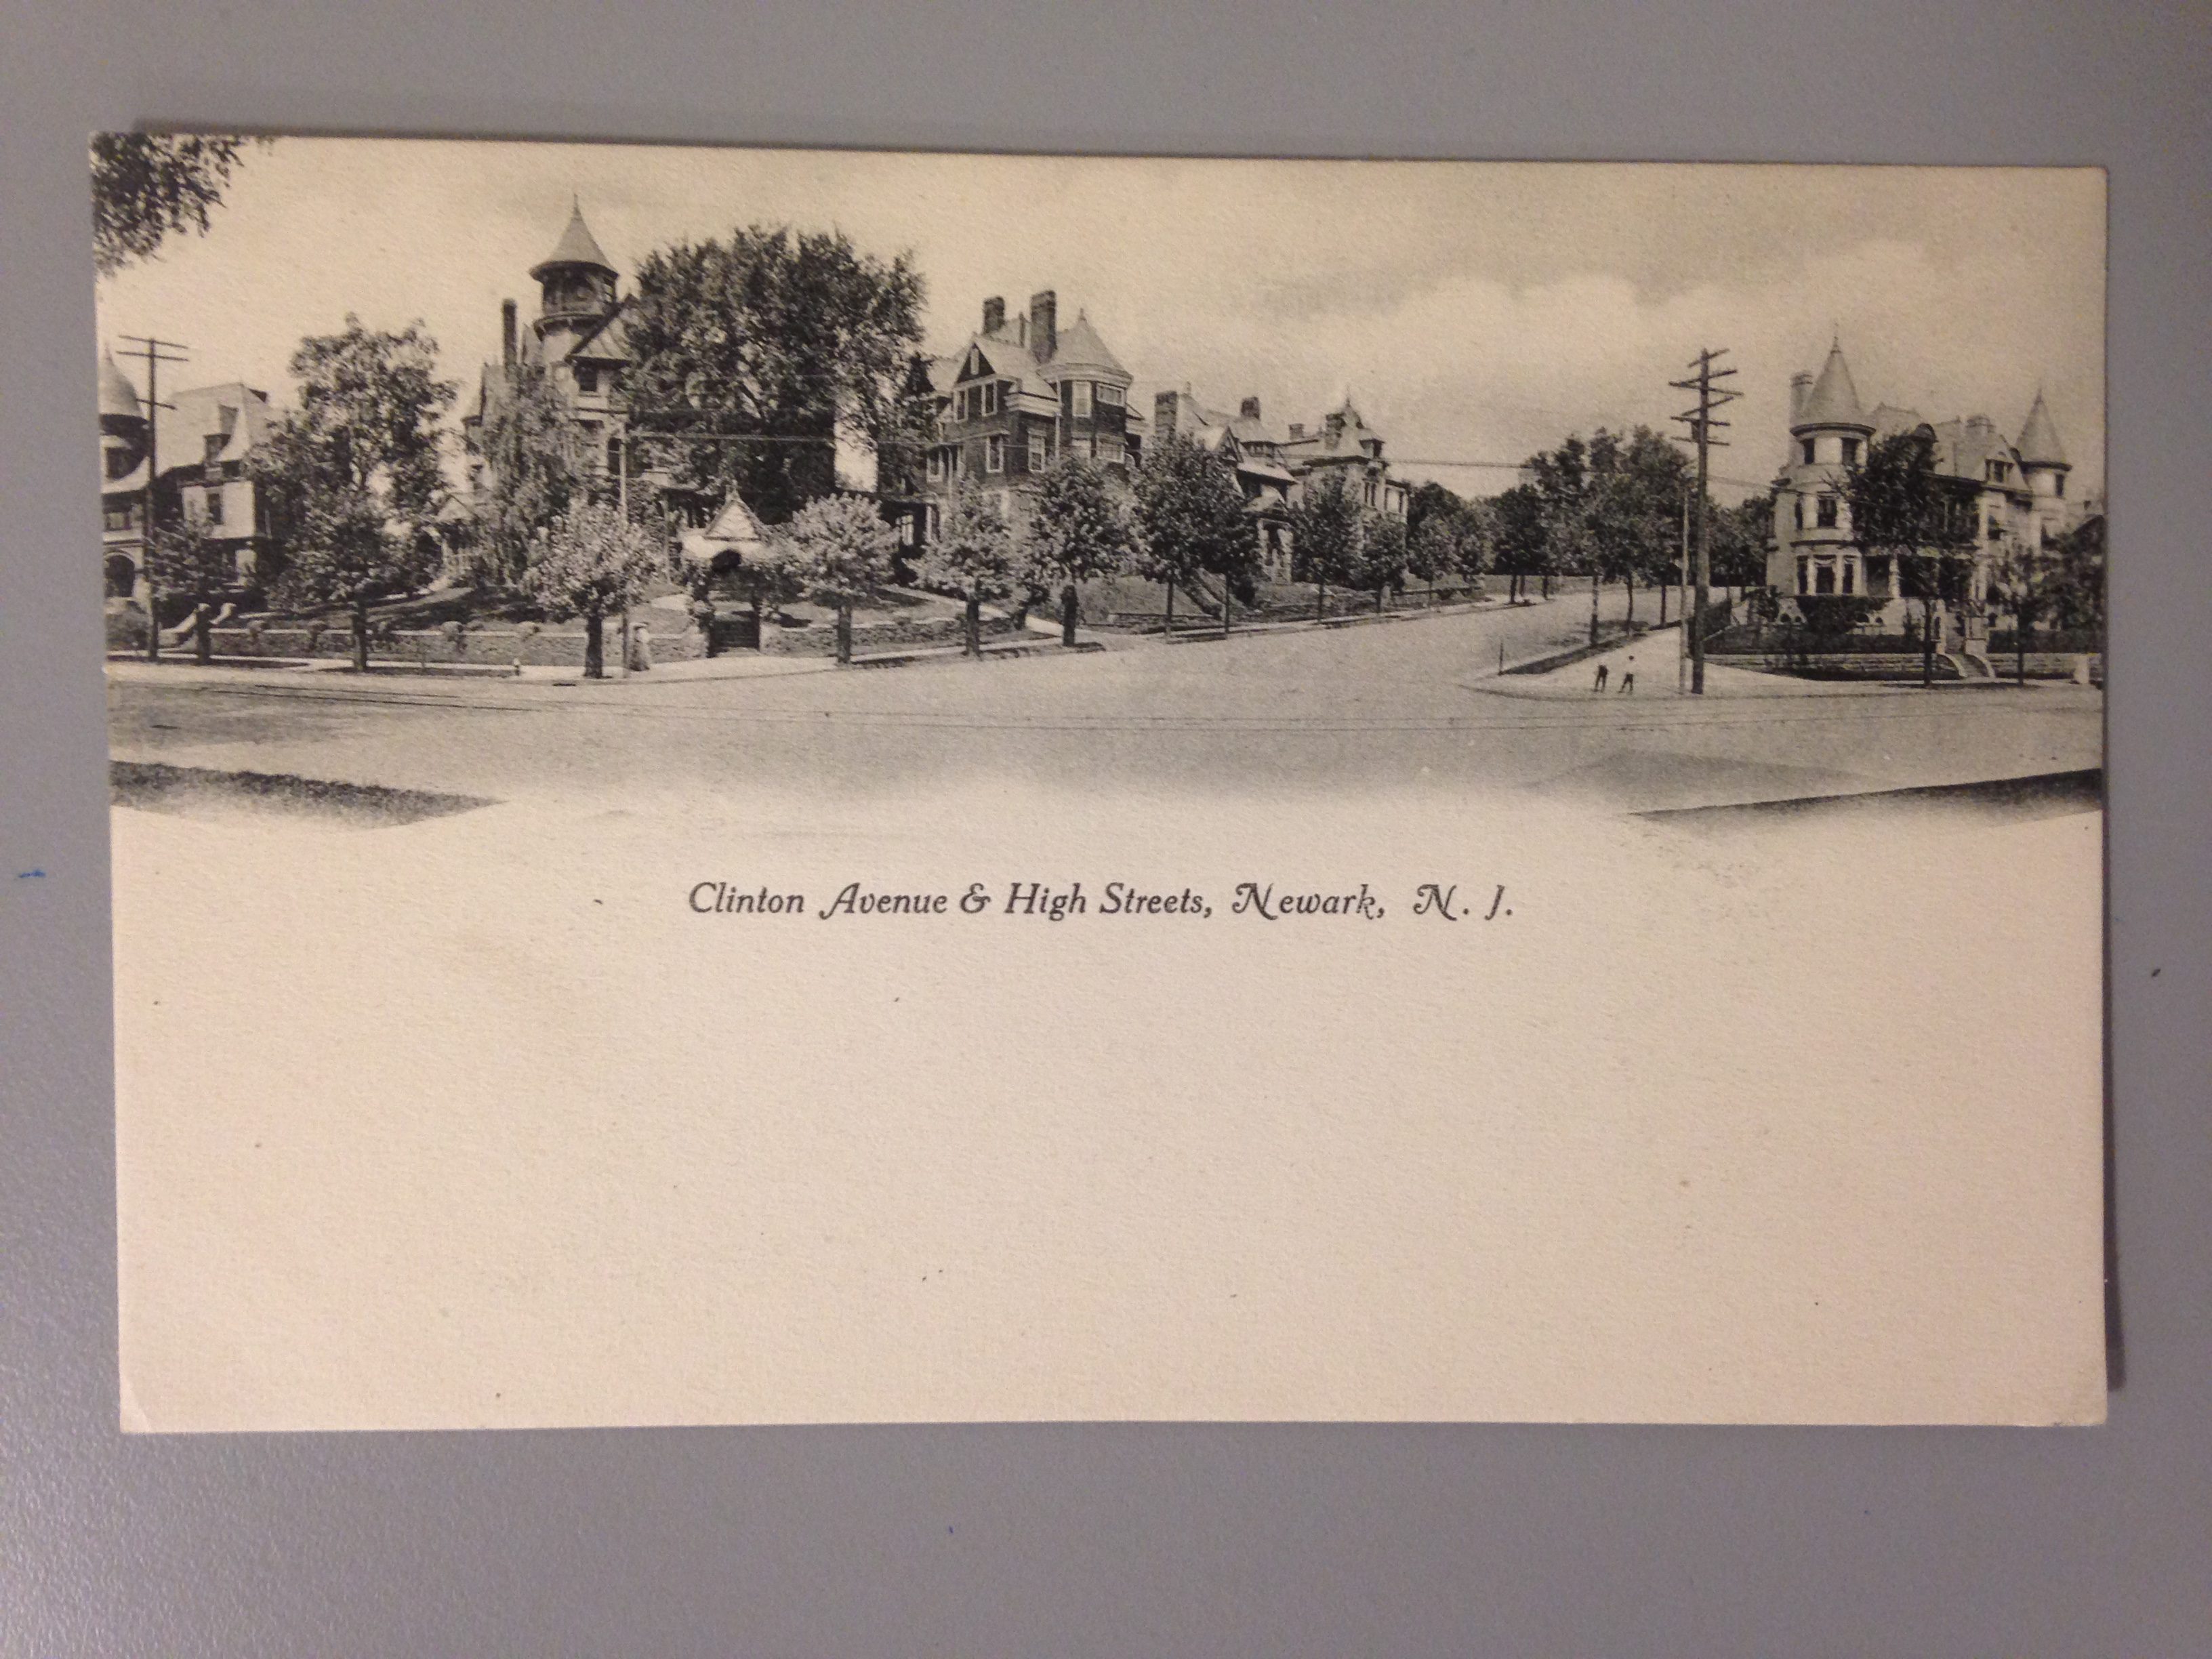 Clinton Avenue & High Streets, Newark, N. J.